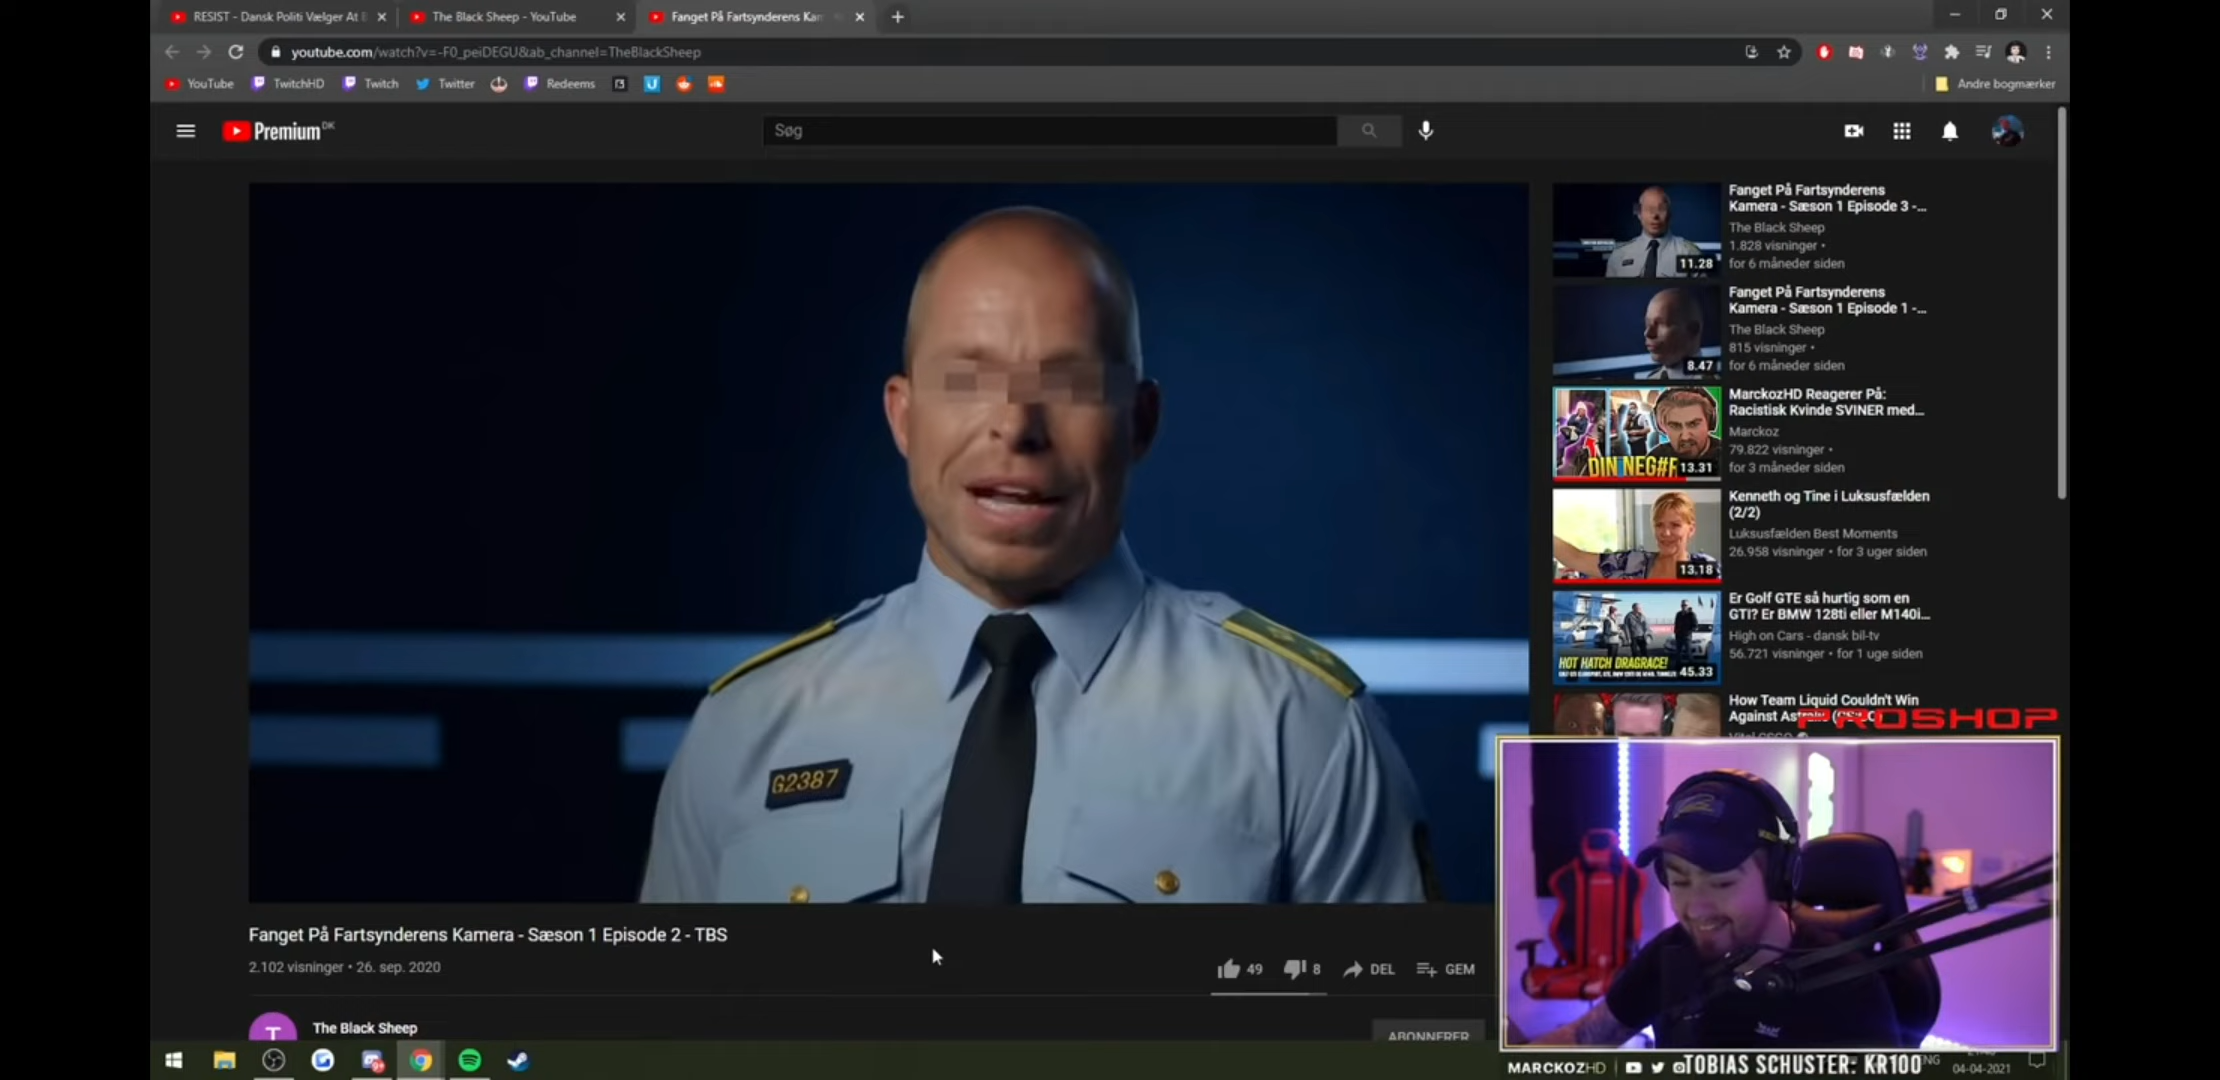 RESIST - Dansk Politi Vælger At
The Black Sheep - YouTube
Fanget På Fartsynderens Kam
youtube.com/watch?v=-F0_peiDEGU&ab_channel=TheBlackSheep
YouTube
TwitchHD
Twitch
Twitter
Redeems
Andre bogmærker
Premium DK
Søg
G2387
Fanget På Fartsynderens Kamera - Sæson 1 Episode 2 - TBS
2.102 visninger • 26. sep. 2020
49
8
DEL
GEM
T
The Black Sheep
ABONNERER
Fanget På Fartsynderens
Kamera - Sæson 1 Episode 3 -...
The Black Sheep
1.828 visninger •
for 6 måneder siden
11.28
Fanget På Fartsynderens
Kamera - Sæson 1 Episode 1 -...
The Black Sheep
815 visninger •
for 6 måneder siden
8.47
MarckozHD Reagerer På:
Racistisk Kvinde SVINER med...
Marckoz
79.822 visninger •
for 3 måneder siden
DIN NEG#R
13.31
Kenneth og Tine i Luksusfælden
(2/2)
Luksusfælden Best Moments
26.958 visninger • for 3 uger siden
13.18
Er Golf GTE så hurtig som en
GTI? Er BMW 128ti eller M140i...
High on Cars - dansk bil-tv
56.721 visninger • for 1 uge siden
HOT HATCH DRAGRACE!
45.33
How Team Liquid Couldn't Win
Against
PROSHOP
MARCKOZHD
TOBIAS SCHUSTER: KR100
ENG
04-04-2021